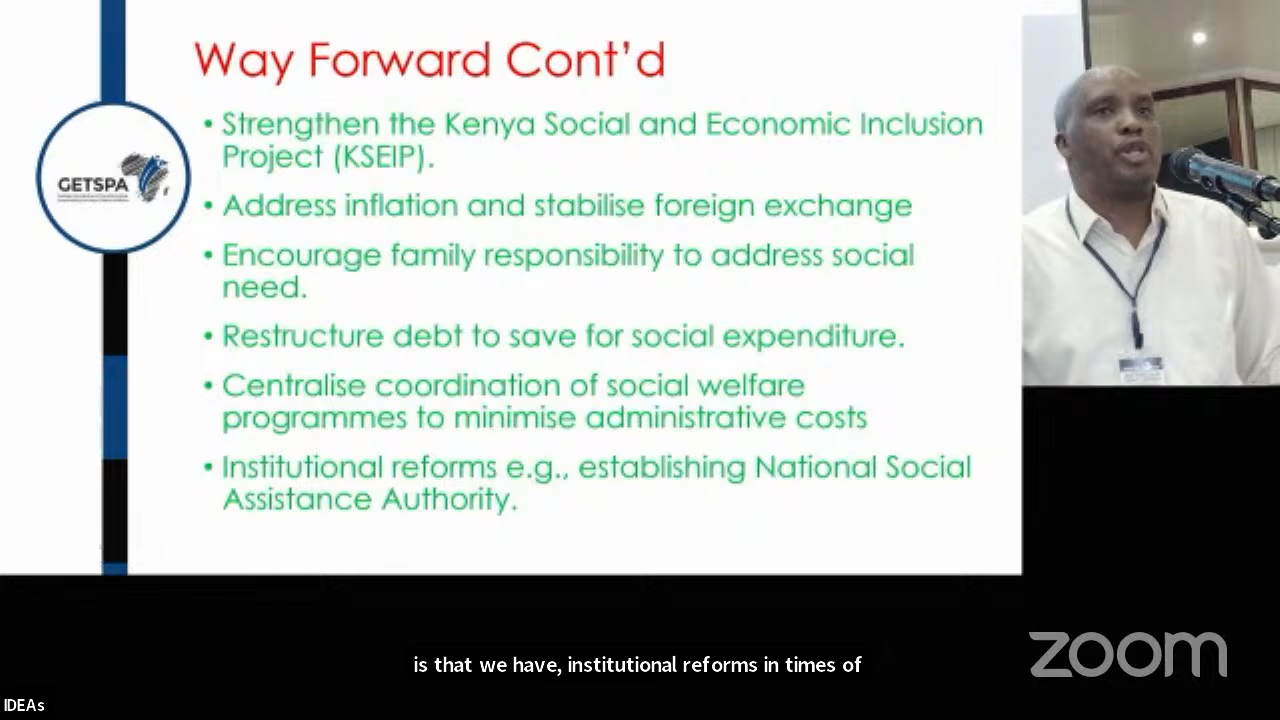 Way Forward Cont'd
• Strengthen the Kenya Social and Economic Inclusion
Project (KSEIP).
GETSPA
• Address inflation and stabilise foreign exchange
• Encourage family responsibility to address social
need.
• Restructure debt to save for social expenditure.
• Centralise coordination of social welfare
programmes to minimise administrative costs
• Institutional reforms e.g., establishing National Social
Assistance Authority.
is that we have, institutional reforms in times of
zoom
IDEAs